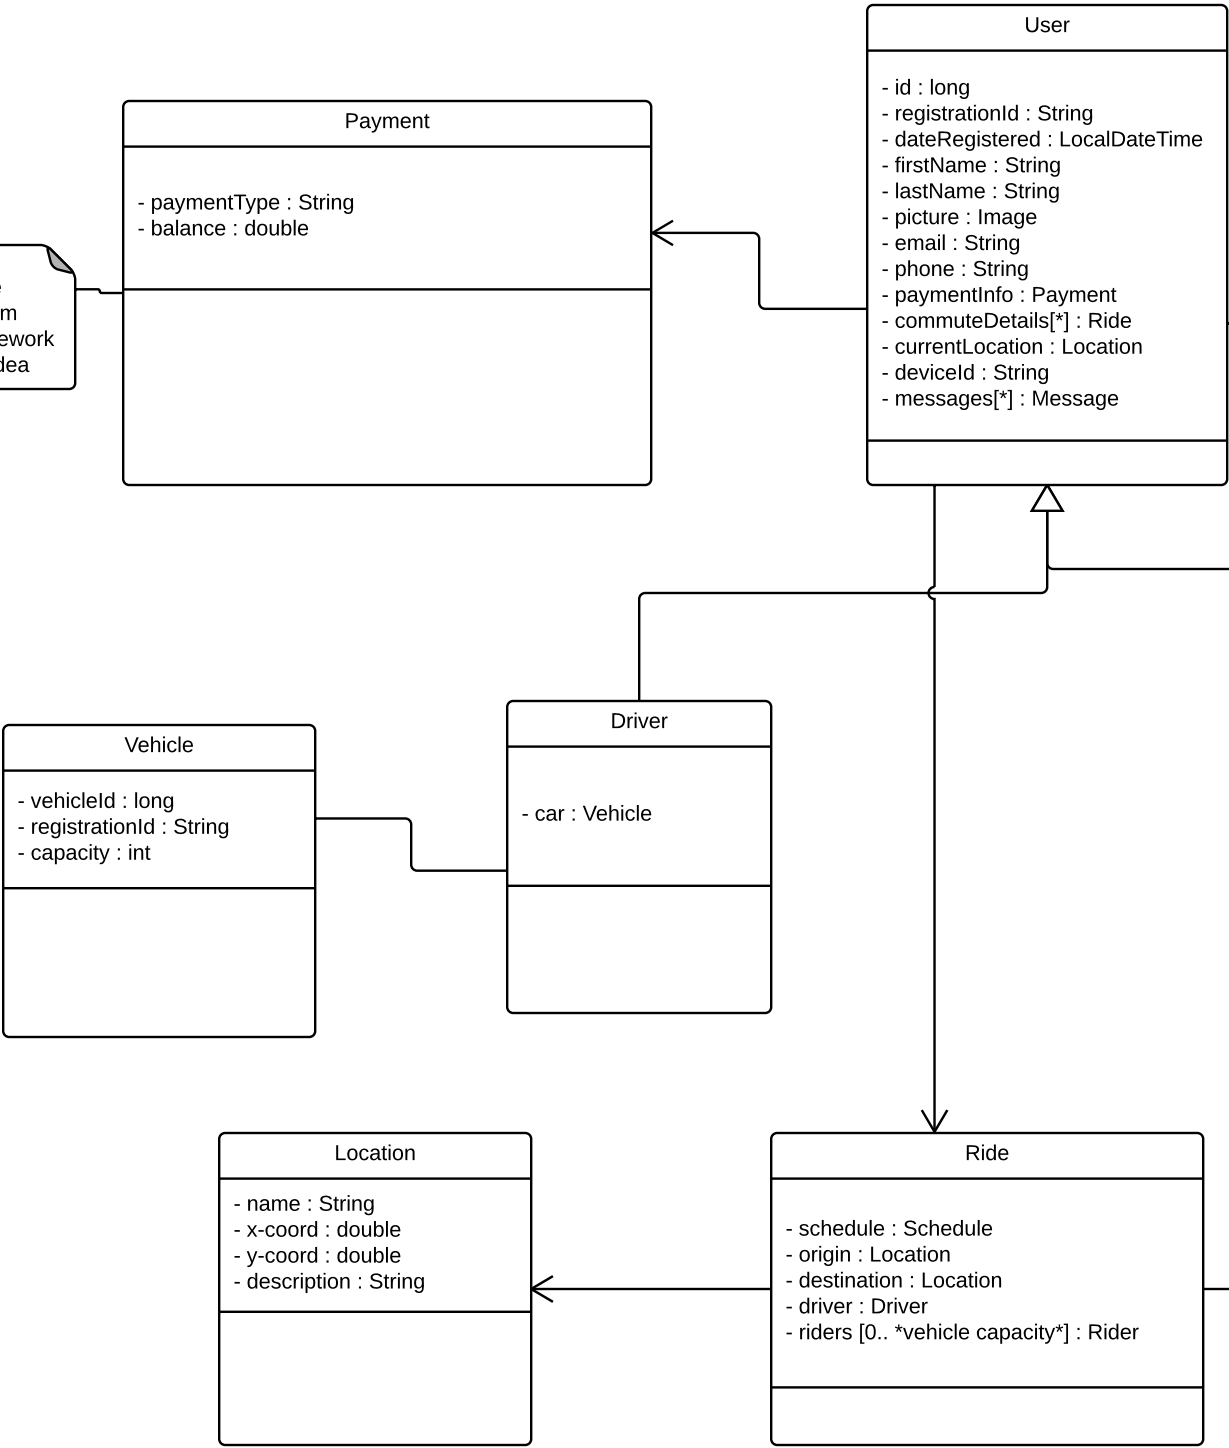 User
- id : long
- registrationId : String
- dateRegistered : LocalDateTime
- firstName : String
- lastName : String
- picture : Image
- email : String
- phone : String
- paymentInfo : Payment
- commuteDetails[*] : Ride
- currentLocation : Location
- deviceId : String
- messages[*] : Message
Payment
- paymentType : String
- balance : double
e
m
ework
dea
Driver
- car : Vehicle
Vehicle
- vehicleId : long
- registrationId : String
- capacity : int
Location
- name : String
- x-coord : double
- y-coord : double
- description : String
Ride
- schedule : Schedule
- origin : Location
- destination : Location
- driver : Driver
- riders [0.. *vehicle capacity*] : Rider